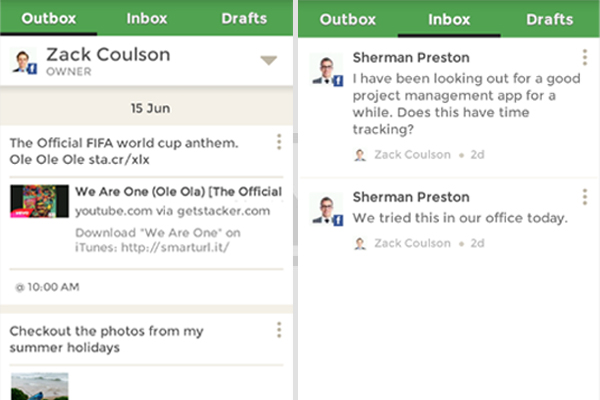 Outbox Inbox Drafts
Zack Coulson
OWNER
15 Jun
The Official FIFA world cup anthem.
Ole Ole Ole sta.cr/xlx
We Are One (Ole Ola) [The Official
youtube.com via getstacker.com
Download "We Are One" on
iTunes: http://smarturl.it/
@ 10:00 AM
Checkout the photos from my
summer holidays
Outbox Inbox Drafts
Sherman Preston
I have been looking out for a good
project management app for a
while. Does this have time
tracking?
Zack Coulson • 2d
Sherman Preston
We tried this in our office today.
Zack Coulson • 2d